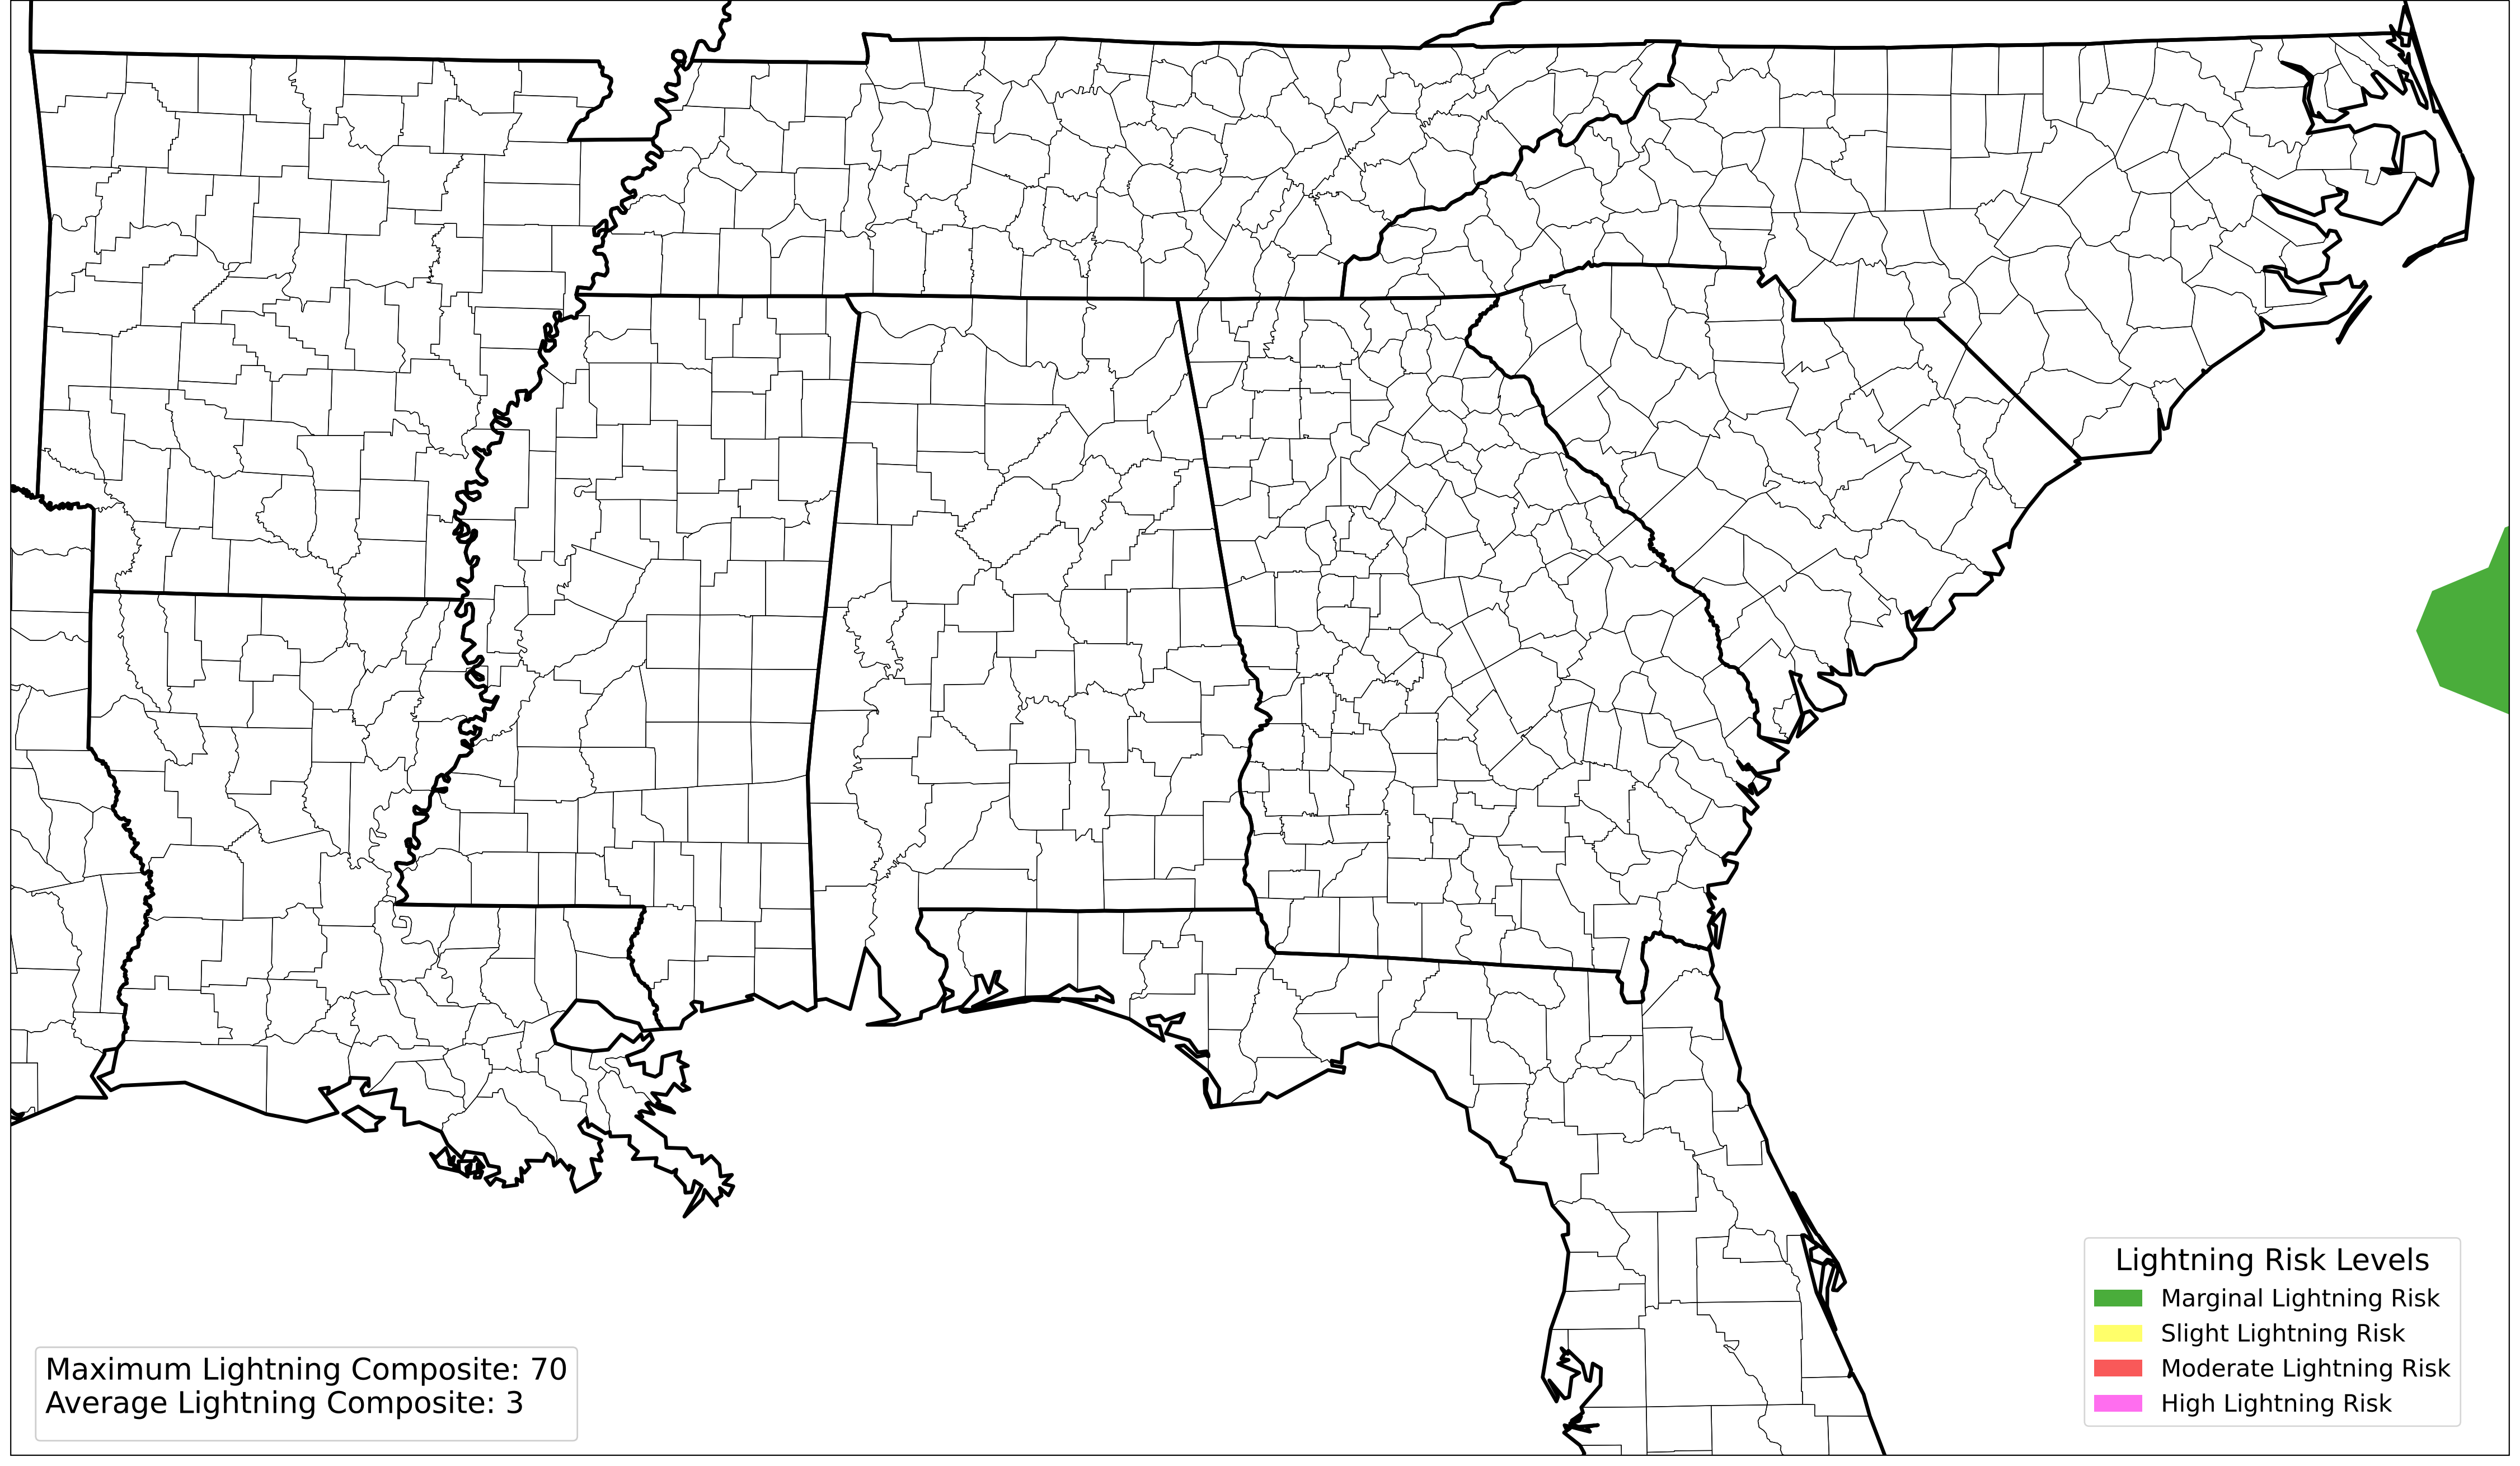 Maximum Lightning Composite: 70
Average Lightning Composite: 3
Lightning Risk Levels
Marginal Lightning Risk
Slight Lightning Risk
Moderate Lightning Risk
High Lightning Risk